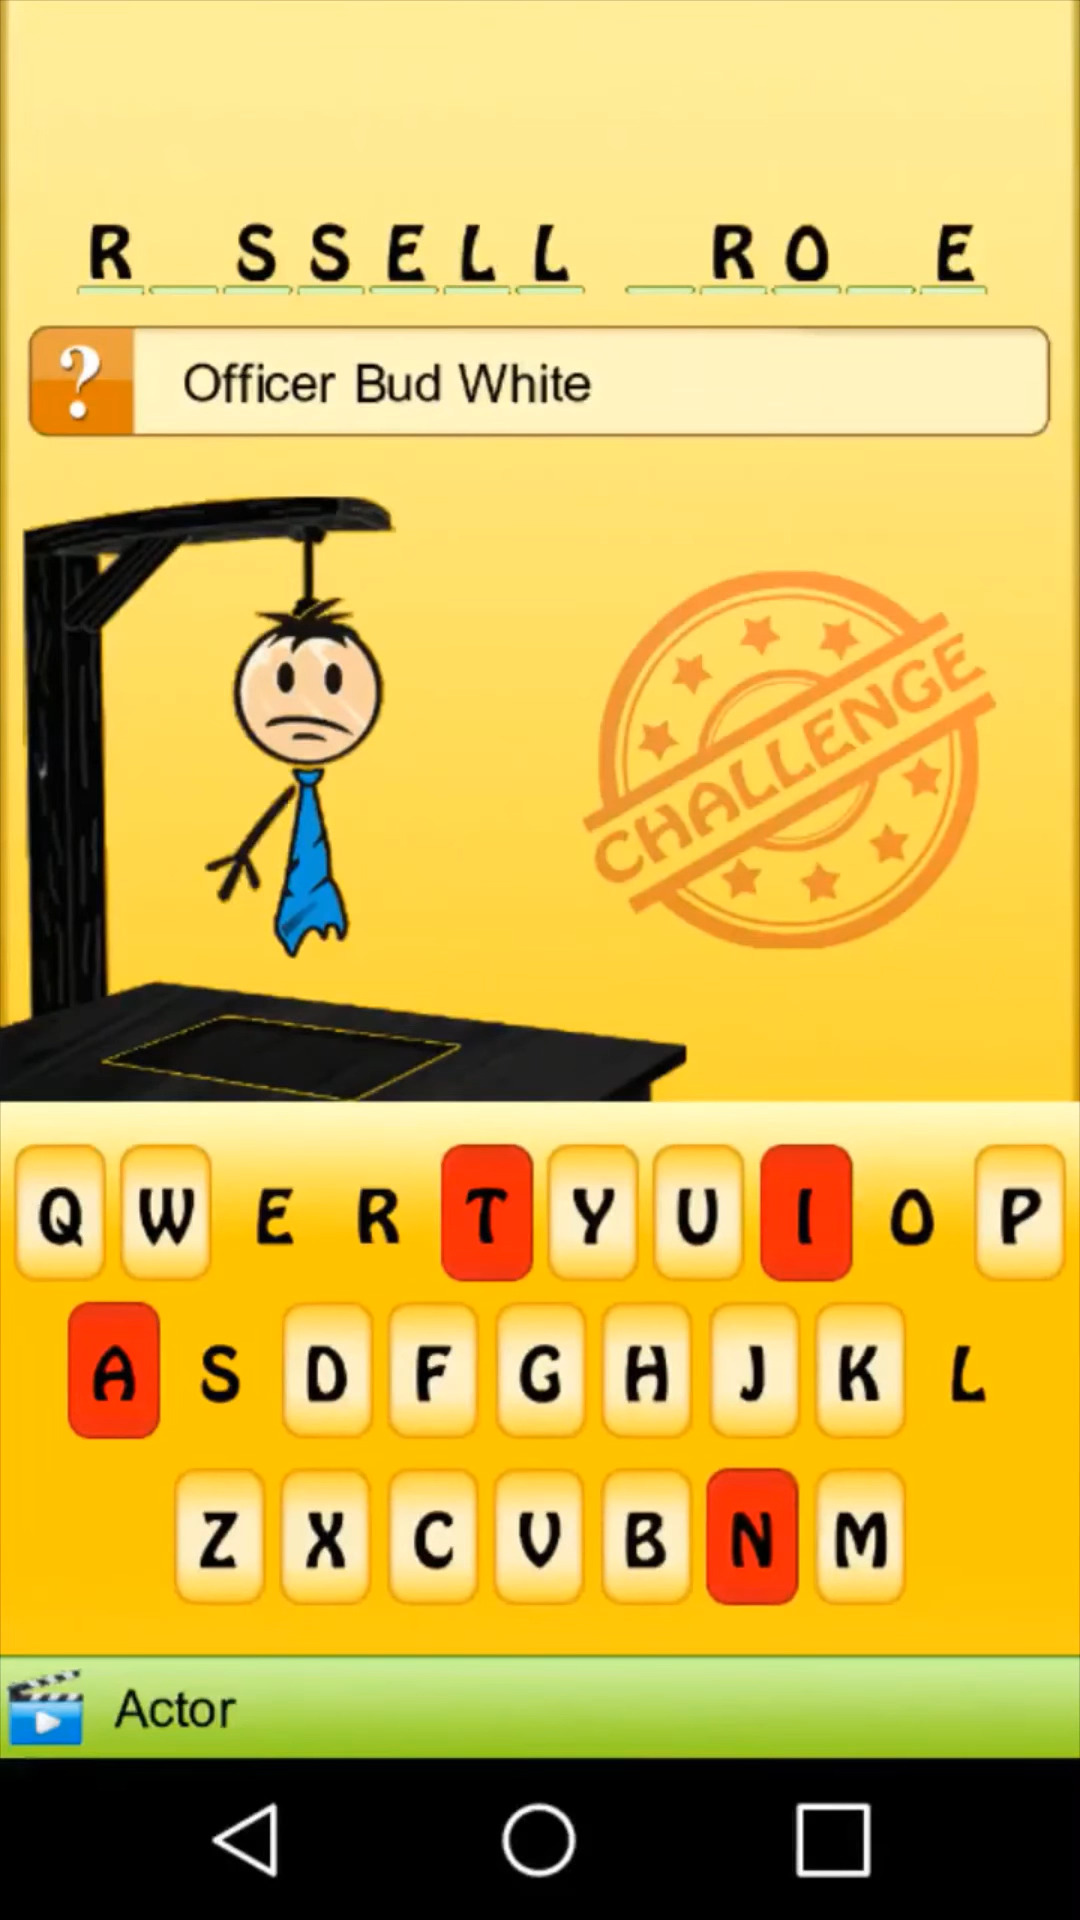 R SSELL RO E
? Officer Bud White
CHALLENGE
Q W E R T Y U I O P
A S D F G H J K L
Z X C V B N M
Actor